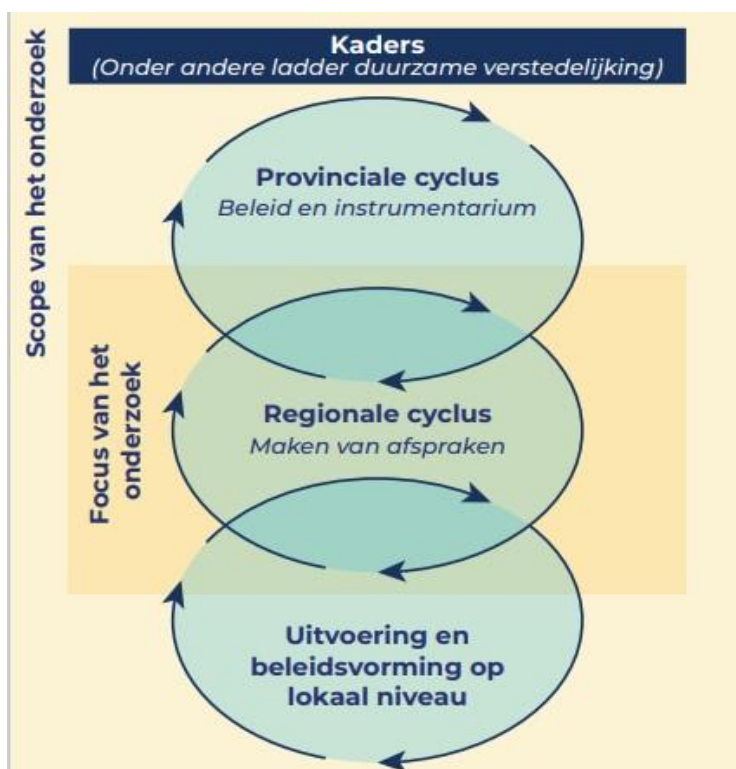 Kaders
(Onder andere ladder duurzame verstedelijking)
Scope van het onderzoek
Provinciale cyclus
Beleid en instrumentarium
Focus van het
onderzoek
Regionale cyclus
Maken van afspraken
Uitvoering en
beleidsvorming op
lokaal niveau